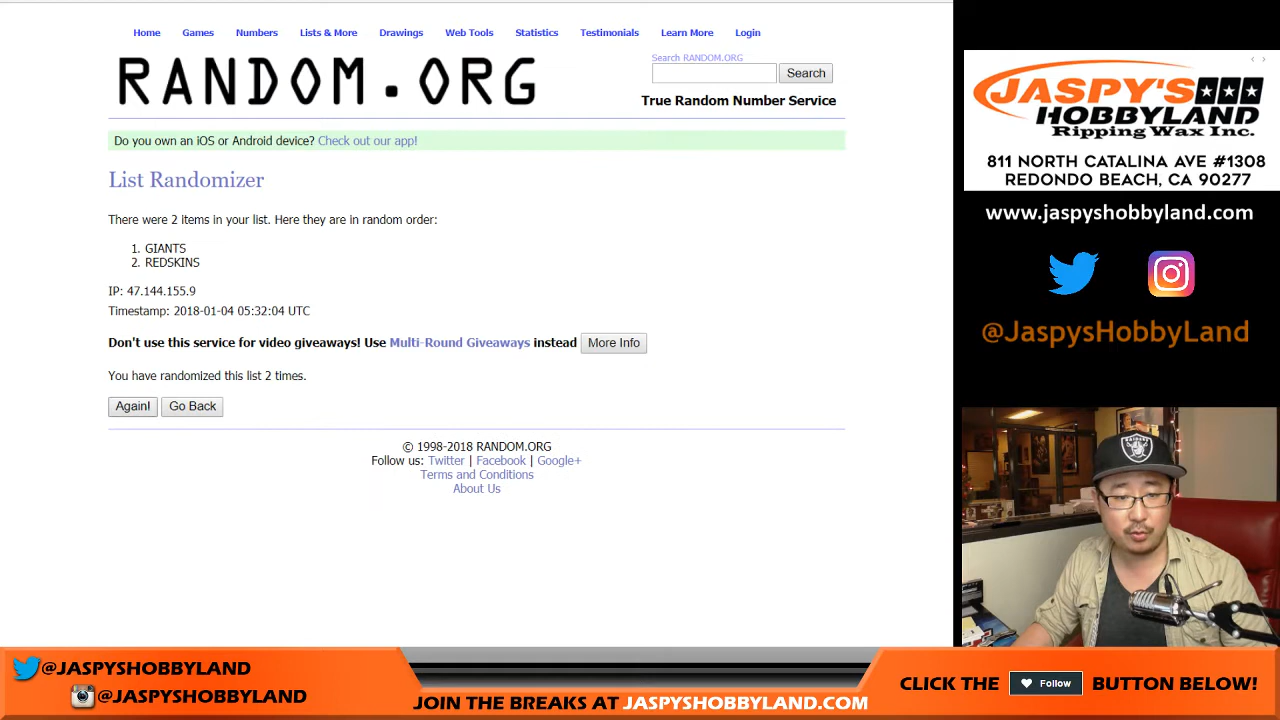 Home Games Numbers Lists & More Drawings Web Tools Statistics Testimonials Learn More Login
RANDOM.ORG
Search RANDOM.ORG
Search
True Random Number Service
Do you own an iOS or Android device? Check out our app!
List Randomizer
There were 2 items in your list. Here they are in random order:
1. GIANTS
2. REDSKINS
IP: 47.144.155.9
Timestamp: 2018-01-04 05:32:04 UTC
Don't use this service for video giveaways! Use Multi-Round Giveaways instead More Info
You have randomized this list 2 times.
Again! Go Back
© 1998-2018 RANDOM.ORG
Follow us: Twitter | Facebook | Google+
Terms and Conditions
About Us
JASPY'S
HOBBYLAND
Ripping Wax Inc.
811 NORTH CATALINA AVE #1308
REDONDO BEACH, CA 90277
www.jaspyshobbyland.com
@JaspysHobbyLand
RAIDERS
@JASPYSHOBBYLAND
@JASPYSHOBBYLAND
JOIN THE BREAKS AT JASPYSHOBBYLAND.COM
CLICK THE Follow BUTTON BELOW!